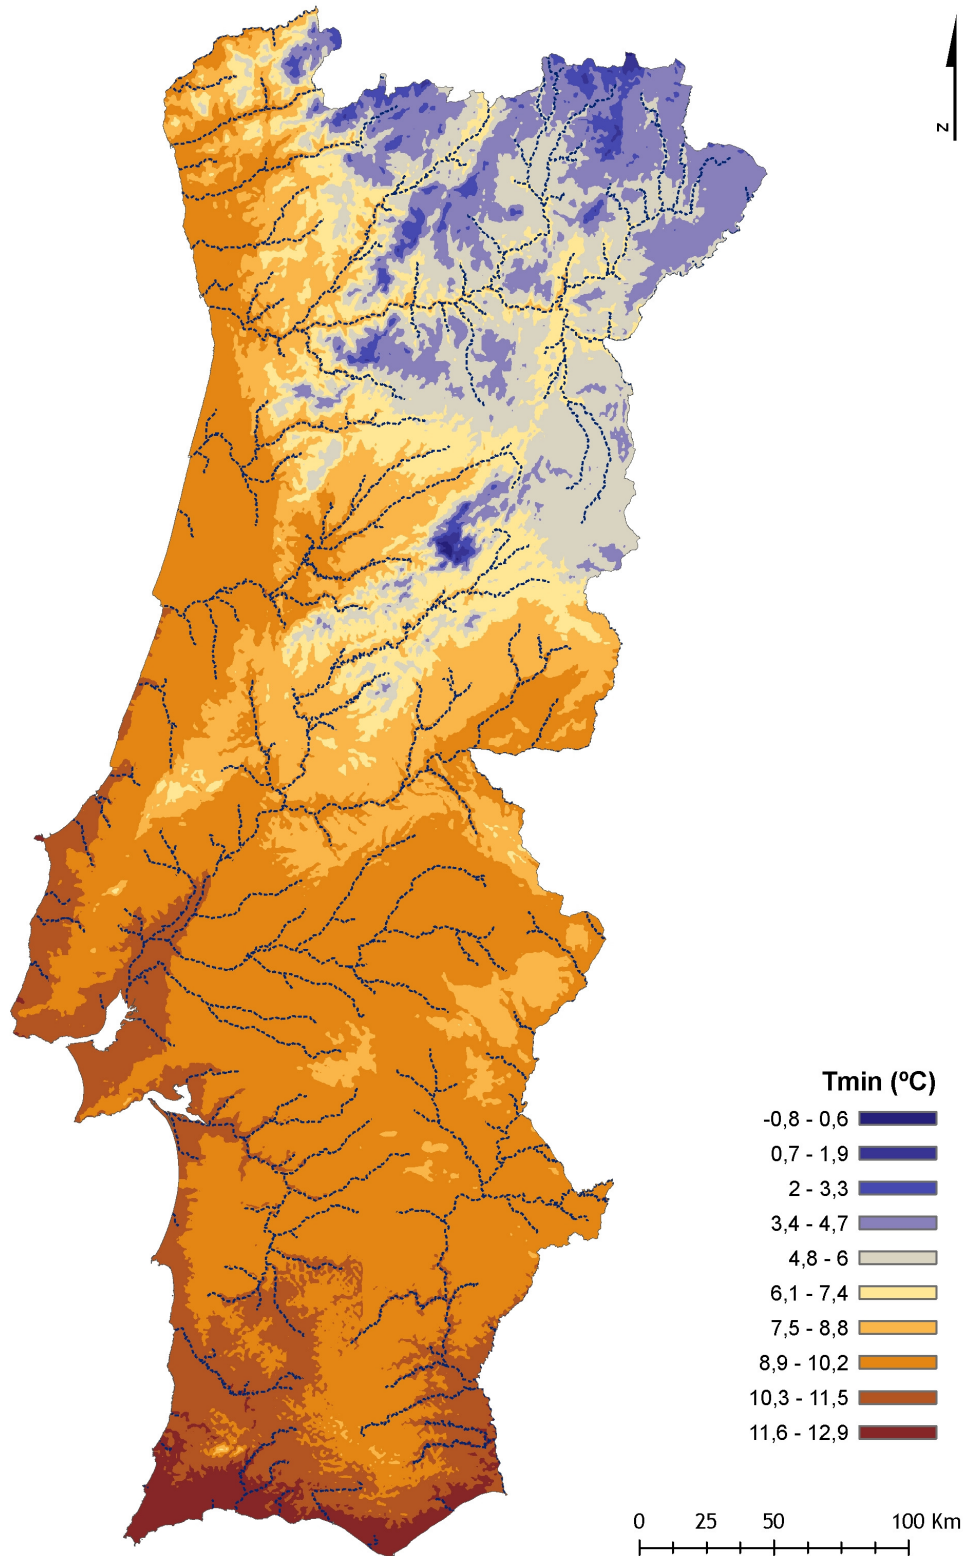 N
Tmin (ºC)
-0,8 - 0,6
0,7 - 1,9
2 - 3,3
3,4 - 4,7
4,8 - 6
6,1 - 7,4
7,5 - 8,8
8,9 - 10,2
10,3 - 11,5
11,6 - 12,9
0 25 50 100 Km